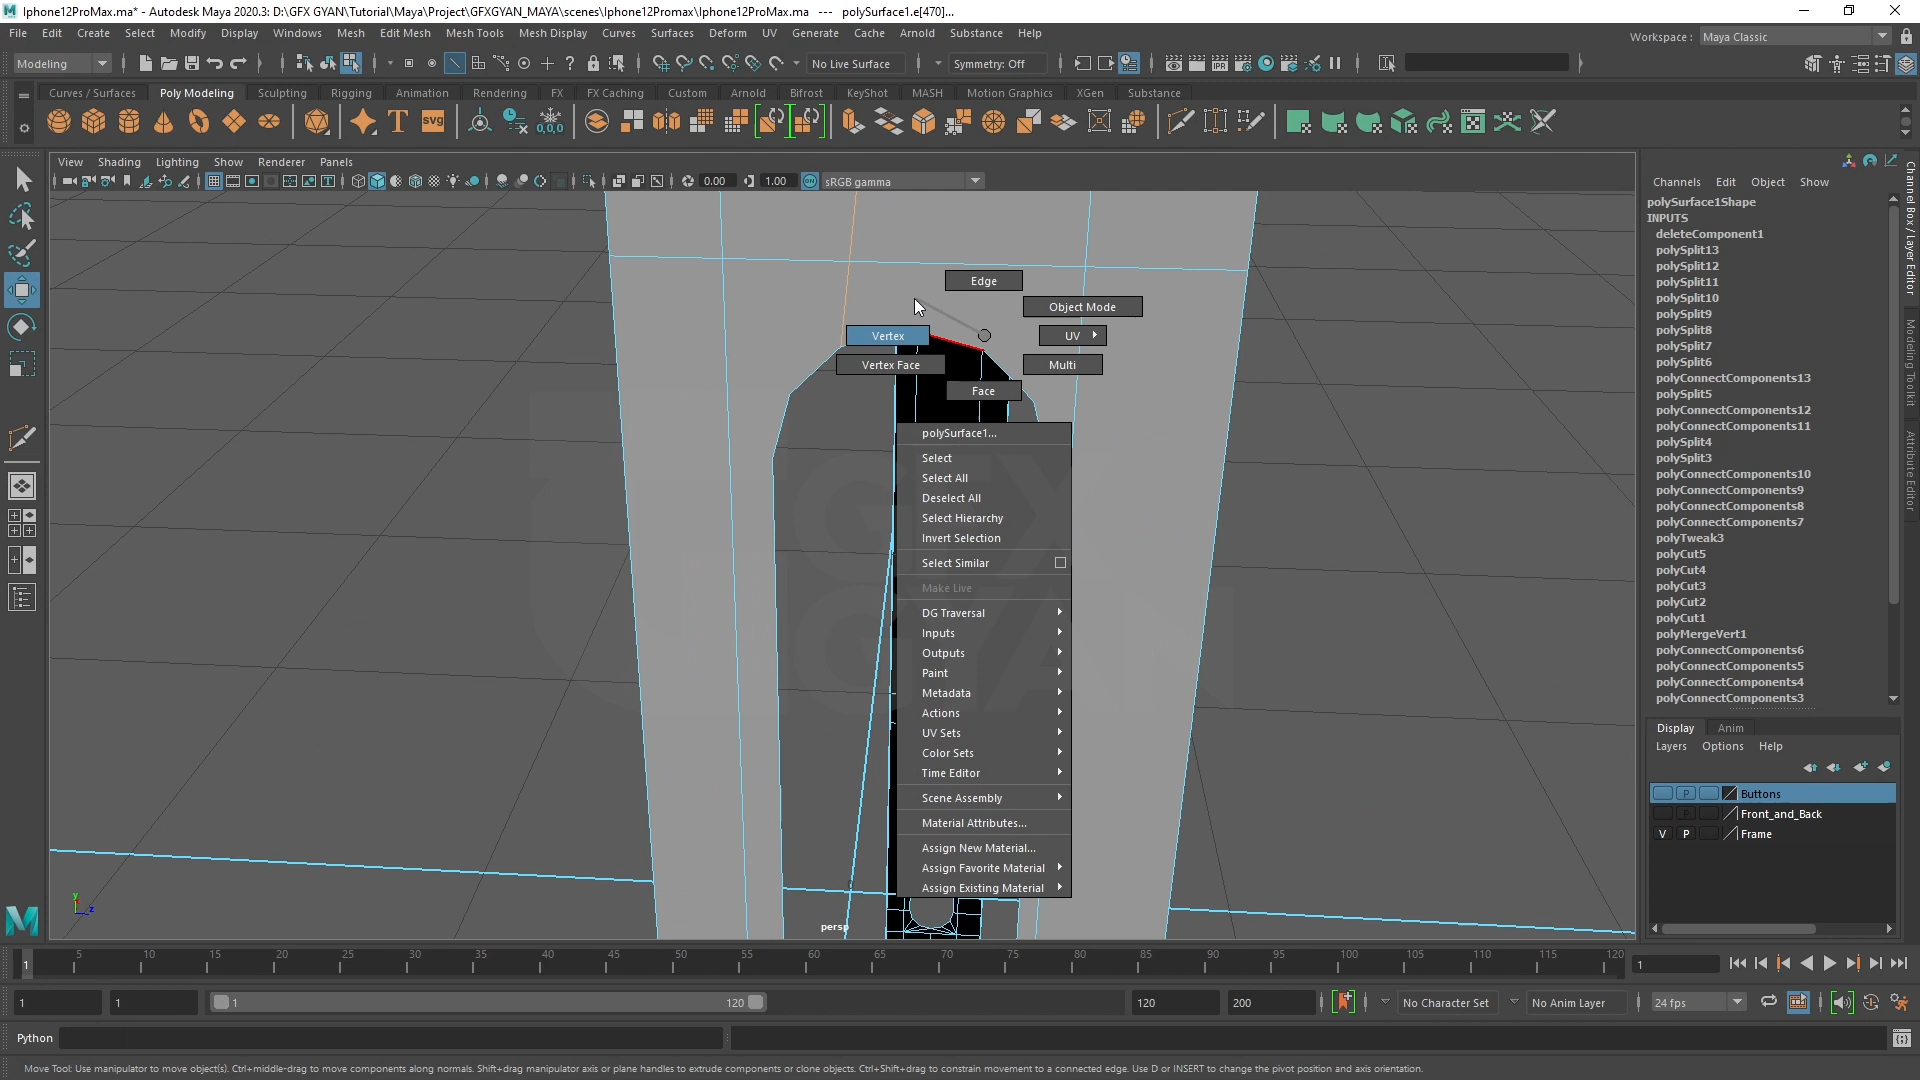 Iphone12ProMax.ma* - Autodesk Maya 2020.3: D:\GFX GYAN\Tutorial\Maya\Project\GFXGYAN_MAYA\scenes\Iphone12Promax\Iphone12ProMax.ma --- polySurface1.e[470]...
File Edit Create Select Modify Display Windows Mesh Edit Mesh Mesh Tools Mesh Display Curves Surfaces Deform UV Generate Cache Arnold Substance Help
Workspace : Maya Classic
Modeling No Live Surface Symmetry: Off
Curves / Surfaces Poly Modeling Sculpting Rigging Animation Rendering FX FX Caching Custom Arnold Bifrost KeyShot MASH Motion Graphics XGen Substance
View Shading Lighting Show Renderer Panels
0.00 1.00 sRGB gamma
Edge
Object Mode
Vertex
UV
Vertex Face
Multi
Face
polySurface1...
Select
Select All
Deselect All
Select Hierarchy
Invert Selection
Select Similar
Make Live
DG Traversal
Inputs
Outputs
Paint
Metadata
Actions
UV Sets
Color Sets
Time Editor
Scene Assembly
Material Attributes...
Assign New Material...
Assign Favorite Material
Assign Existing Material
persp
GFX
GYAN
Channels Edit Object Show
polySurface1Shape
INPUTS
deleteComponent1
polySplit13
polySplit12
polySplit11
polySplit10
polySplit9
polySplit8
polySplit7
polySplit6
polyConnectComponents13
polySplit5
polyConnectComponents12
polyConnectComponents11
polySplit4
polySplit3
polyConnectComponents10
polyConnectComponents9
polyConnectComponents8
polyConnectComponents7
polyTweak3
polyCut5
polyCut4
polyCut3
polyCut2
polyCut1
polyMergeVert1
polyConnectComponents6
polyConnectComponents5
polyConnectComponents4
polyConnectComponents3
Channel Box / Layer Editor
Modeling Toolkit
Attribute Editor
Display Anim
Layers Options Help
P Buttons
P Front_and_Back
V P Frame
1 5 10 15 20 25 30 35 40 45 50 55 60 65 70 75 80 85 90 95 100 105 110 115 120 1
1 1 1 120 120 200 No Character Set No Anim Layer 24 fps
Python
Move Tool: Use manipulator to move object(s). Ctrl+middle-drag to move components along normals. Shift+drag manipulator axis or plane handles to extrude components or clone objects. Ctrl+Shift+drag to constrain movement to a connected edge. Use D or INSERT to change the pivot position and axis orientation.